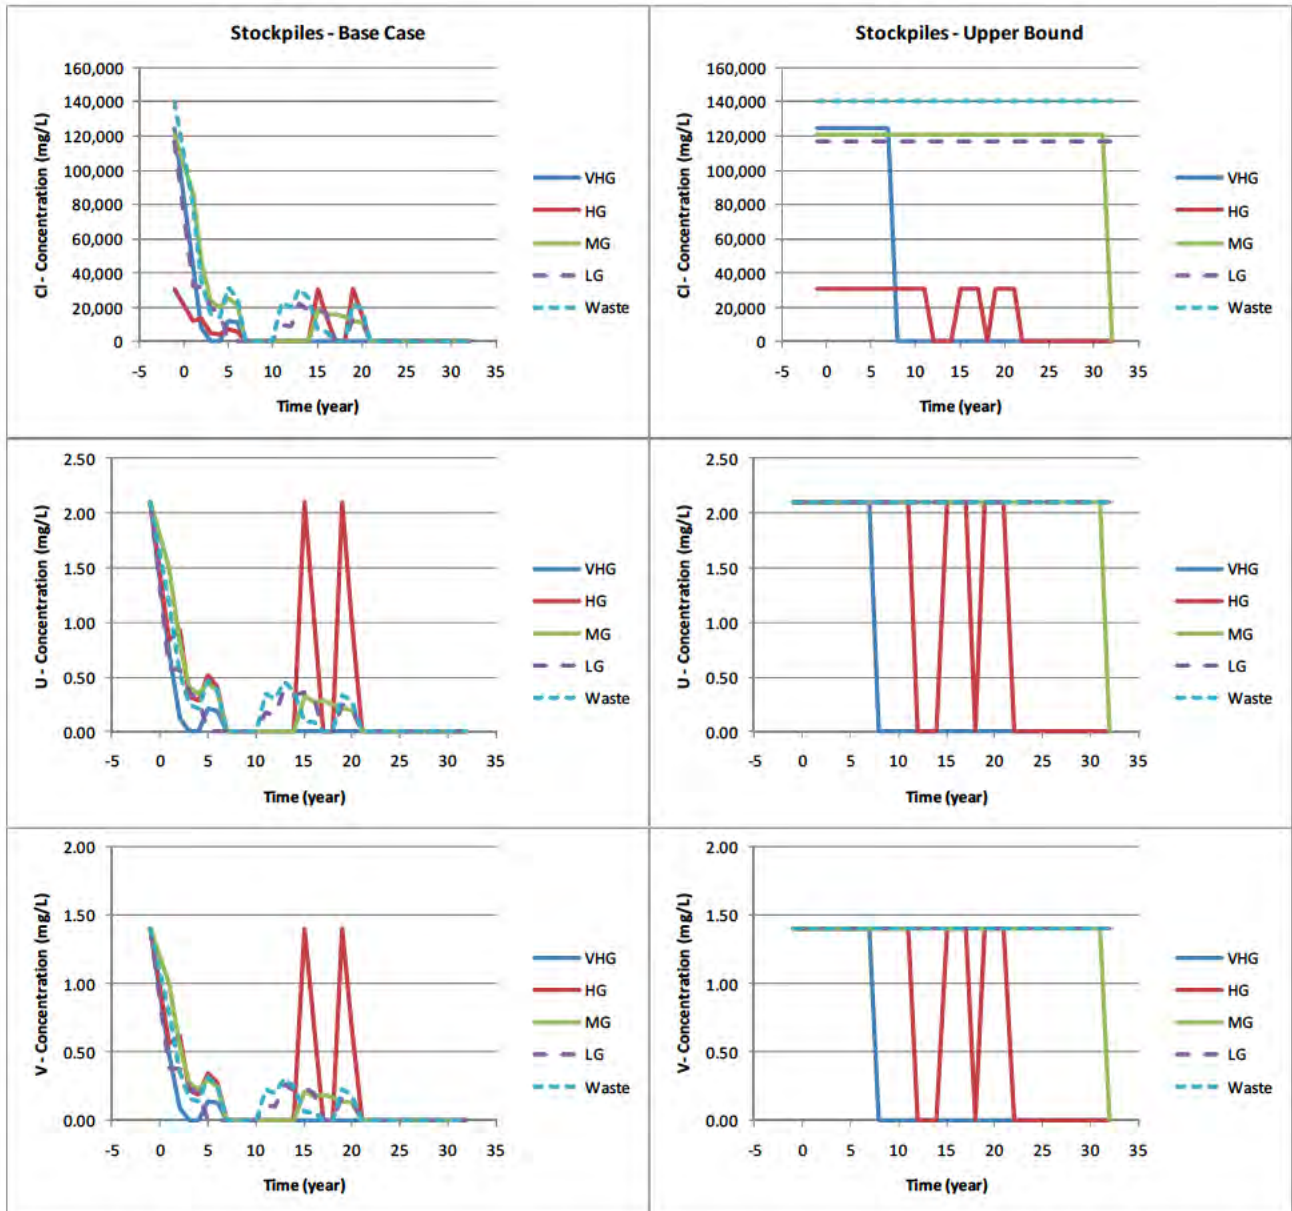 Stockpiles - Base Case
Cl - Concentration (mg/L)
160,000
140,000
120,000
100,000
80,000
60,000
40,000
20,000
0
-5 0 5 10 15 20 25 30 35
Time (year)
VHG
HG
MG
LG
Waste
Stockpiles - Upper Bound
Cl - Concentration (mg/L)
160,000
140,000
120,000
100,000
80,000
60,000
40,000
20,000
0
-5 0 5 10 15 20 25 30 35
Time (year)
VHG
HG
MG
LG
Waste
U - Concentration (mg/L)
2.50
2.00
1.50
1.00
0.50
0.00
-5 0 5 10 15 20 25 30 35
Time (year)
VHG
HG
MG
LG
Waste
U - Concentration (mg/L)
2.50
2.00
1.50
1.00
0.50
0.00
-5 0 5 10 15 20 25 30 35
Time (year)
VHG
HG
MG
LG
Waste
V - Concentration (mg/L)
2.00
1.50
1.00
0.50
0.00
-5 0 5 10 15 20 25 30 35
Time (year)
VHG
HG
MG
LG
Waste
V- Concentration (mg/L)
2.00
1.50
1.00
0.50
0.00
-5 0 5 10 15 20 25 30 35
Time (year)
VHG
HG
MG
LG
Waste